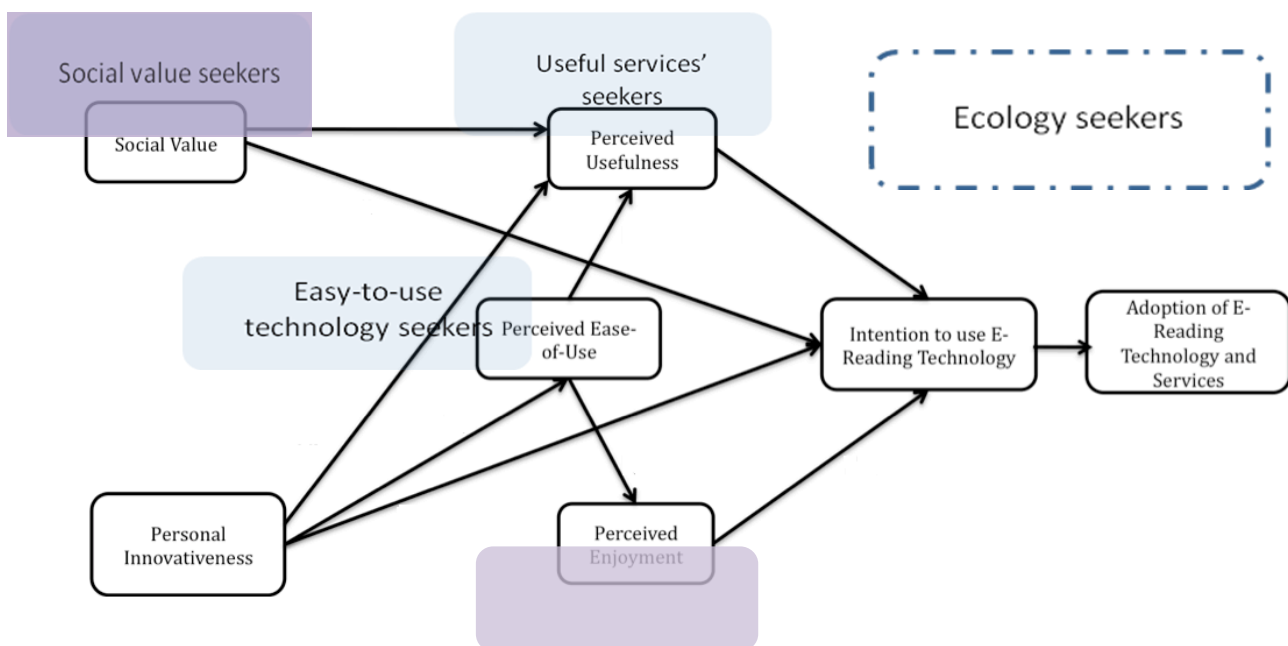 Social value seekers
Social Value
Useful services’
seekers
Perceived
Usefulness
Ecology seekers
Easy-to-use
technology seekers
Perceived Ease-
of-Use
Intention to use E-
Reading Technology
Adoption of E-
Reading
Technology and
Services
Personal
Innovativeness
Perceived
Enjoyment